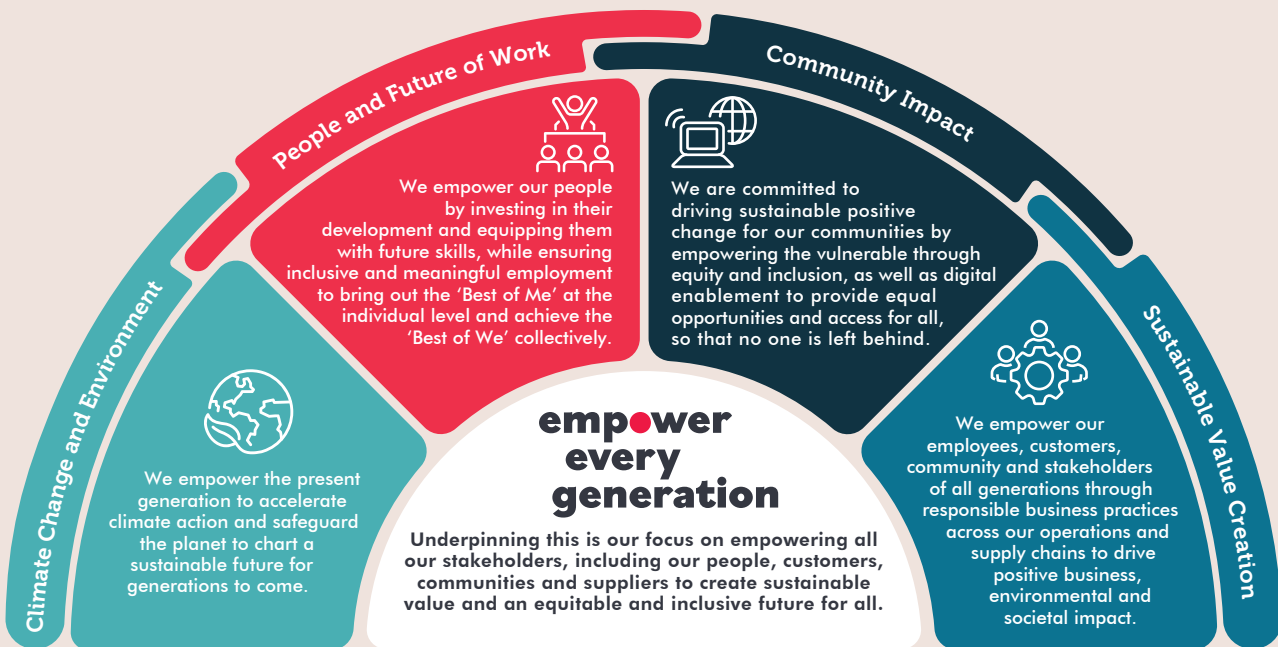 Climate Change and Environment
We empower the present
generation to accelerate
climate action and safeguard
the planet to chart a
sustainable future for
generations to come.
People and Future of Work
We empower our people
by investing in their
development and equipping them
with future skills, while ensuring
inclusive and meaningful employment
to bring out the ‘Best of Me’ at the
individual level and achieve the
‘Best of We’ collectively.
Community Impact
We are committed to
driving sustainable positive
change for our communities by
empowering the vulnerable through
equity and inclusion, as well as digital
enablement to provide equal
opportunities and access for all,
so that no one is left behind.
Sustainable Value Creation
We empower our
employees, customers,
community and stakeholders
of all generations through
responsible business practices
across our operations and
supply chains to drive
positive business,
environmental and
societal impact.
empower
every
generation
Underpinning this is our focus on empowering all
our stakeholders, including our people, customers,
communities and suppliers to create sustainable
value and an equitable and inclusive future for all.